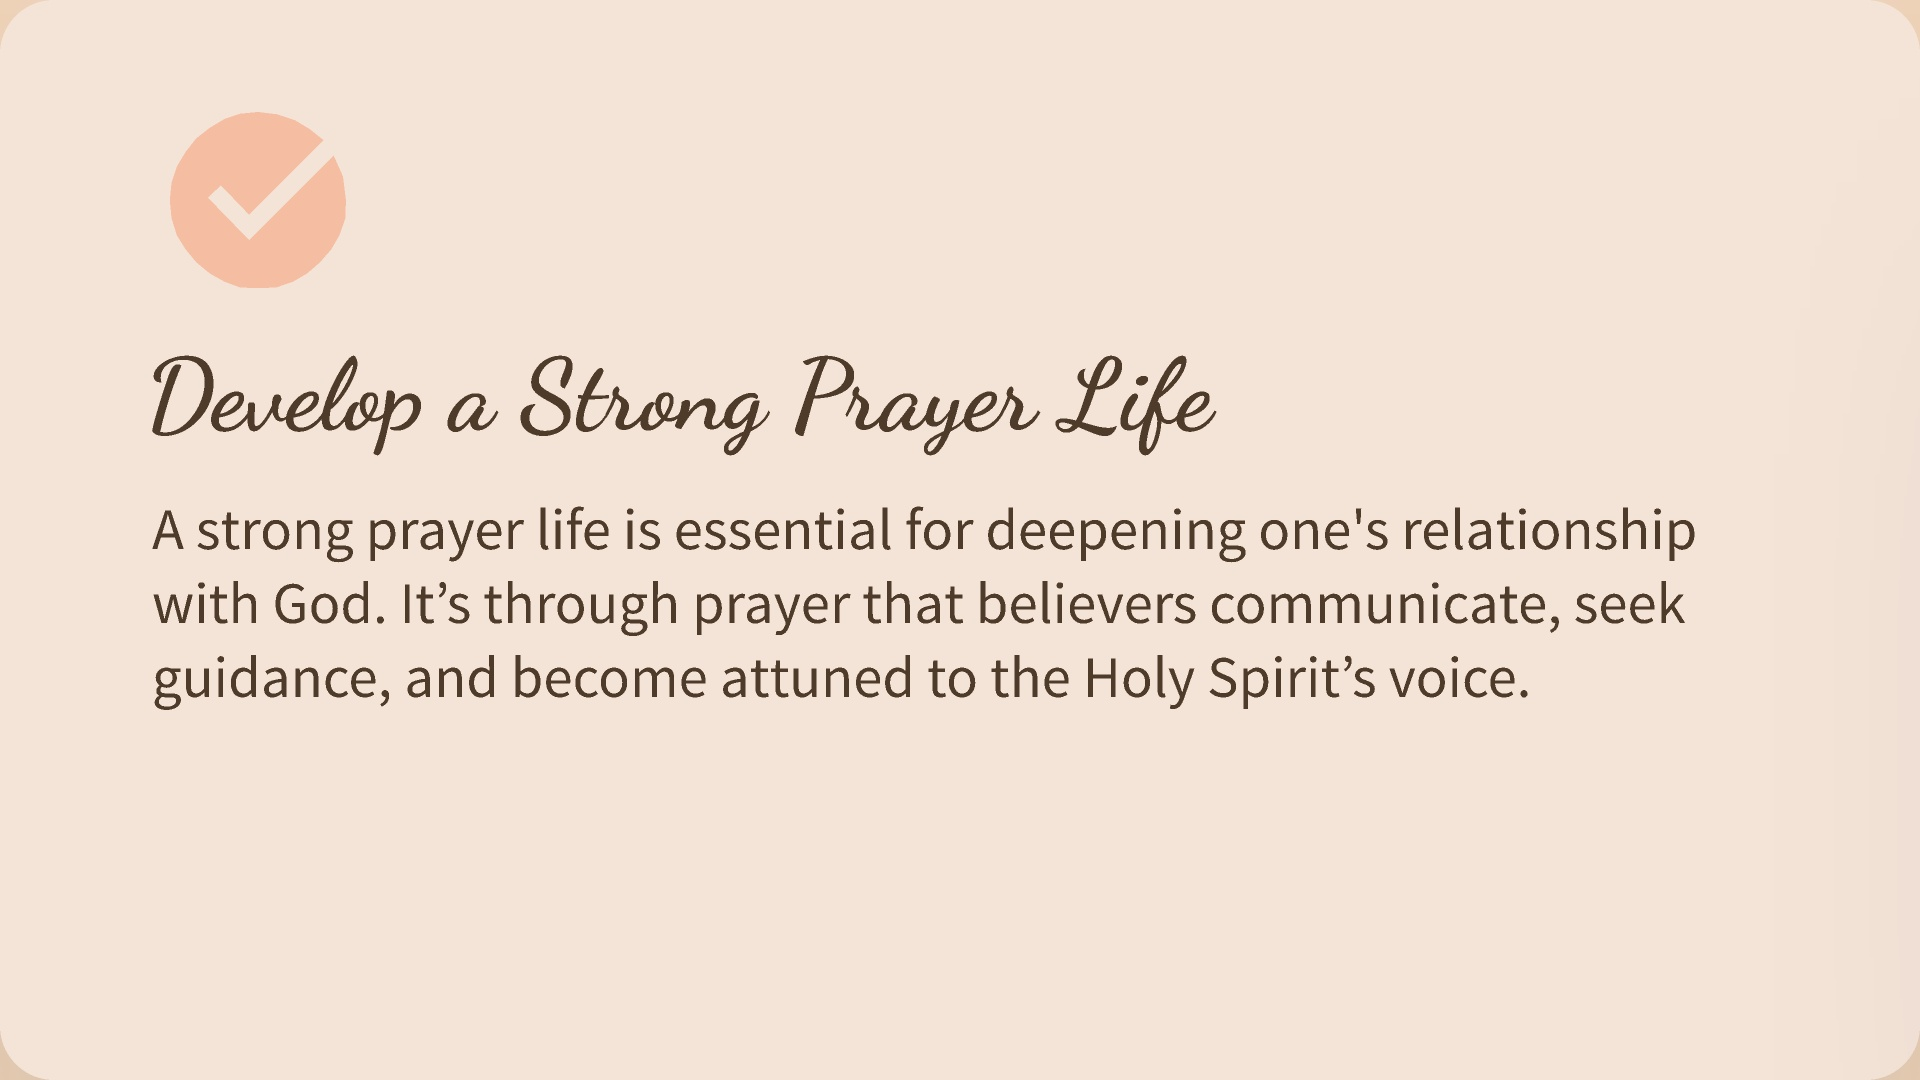 Develop a Strong Prayer Life
A strong prayer life is essential for deepening one's relationship
with God. It’s through prayer that believers communicate, seek
guidance, and become attuned to the Holy Spirit’s voice.